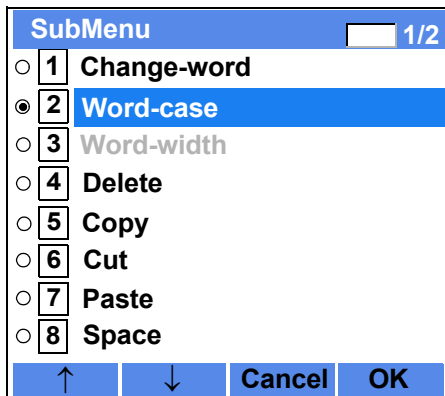 SubMenu 1/2
1 Change-word
2 Word-case
3 Word-width
4 Delete
5 Copy
6 Cut
7 Paste
8 Space
↑ ↓ Cancel OK